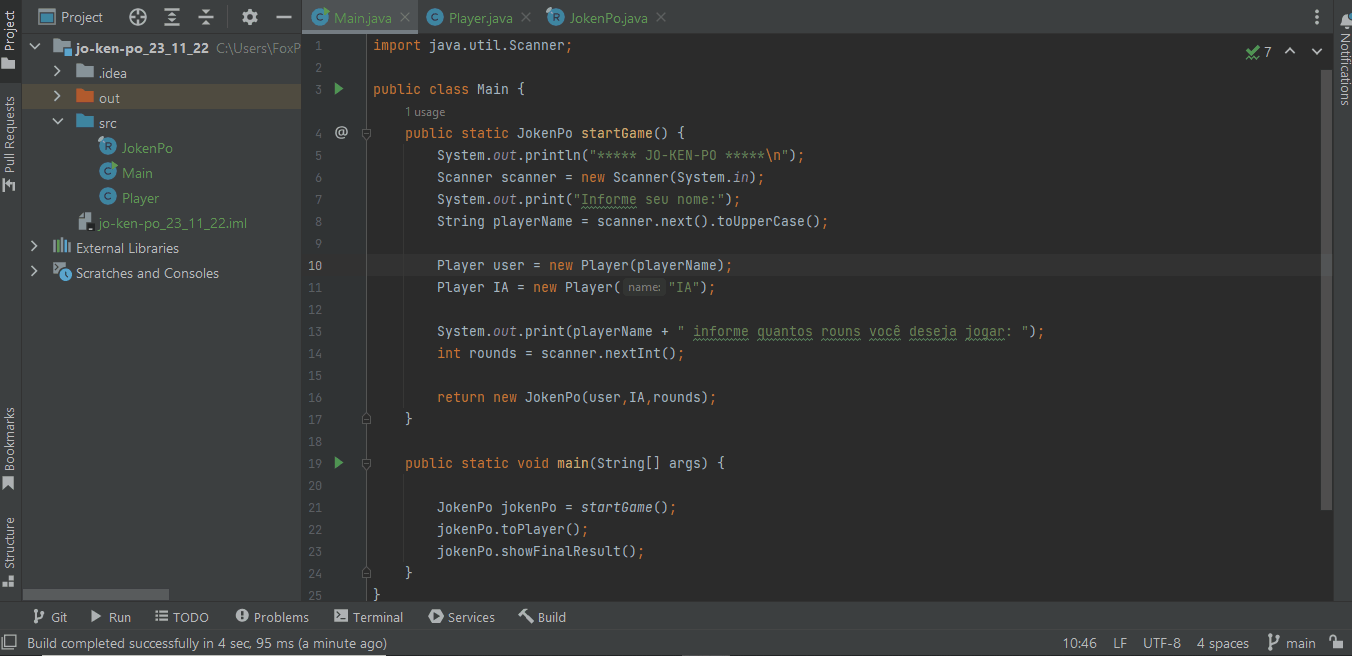 Project
Main.java
Player.java
JokenPo.java
Project
Pull Requests
Bookmarks
Structure
Notifications
jo-ken-po_23_11_22 C:\Users\FoxP
.idea
out
src
JokenPo
Main
Player
jo-ken-po_23_11_22.iml
External Libraries
Scratches and Consoles
7
1 import java.util.Scanner;
2
3 public class Main {
1 usage
4 @ public static JokenPo startGame() {
5 System.out.println("***** JO-KEN-PO *****\n");
6 Scanner scanner = new Scanner(System.in);
7 System.out.print("Informe seu nome:");
8 String playerName = scanner.next().toUpperCase();
9
10 Player user = new Player(playerName);
11 Player IA = new Player( name: "IA");
12
13 System.out.print(playerName + " informe quantos rouns você deseja jogar: ");
14 int rounds = scanner.nextInt();
15
16 return new JokenPo(user,IA,rounds);
17 }
18
19 public static void main(String[] args) {
20
21 JokenPo jokenPo = startGame();
22 jokenPo.toPlayer();
23 jokenPo.showFinalResult();
24 }
25 }
Git Run TODO Problems Terminal Services Build
Build completed successfully in 4 sec, 95 ms (a minute ago) 10:46 LF UTF-8 4 spaces main